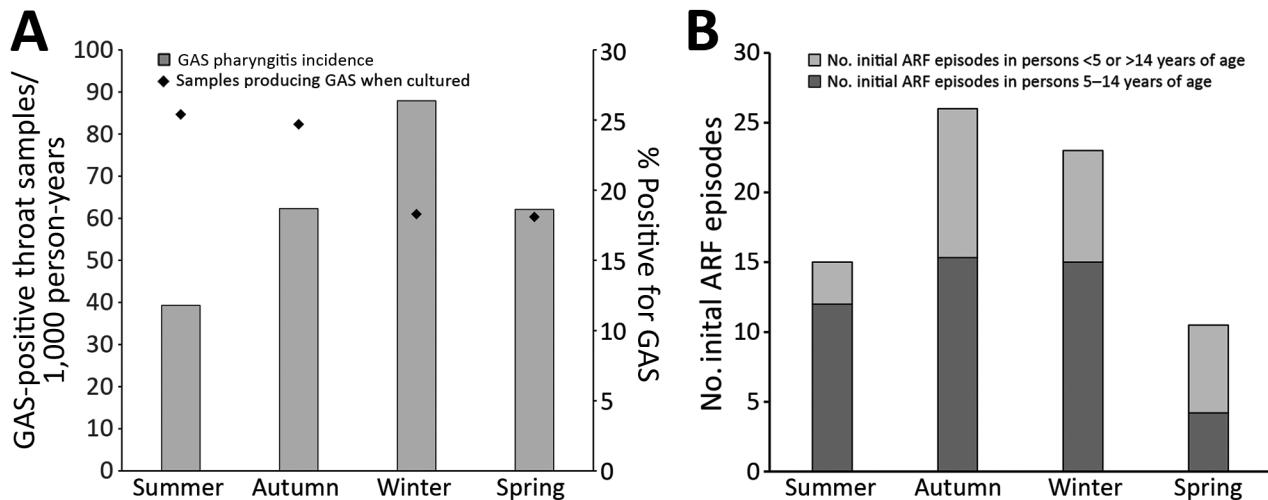 A
GAS-positive throat samples/
1,000 person-years
100
90
80
70
60
50
40
30
20
10
0
GAS pharyngitis incidence
Samples producing GAS when cultured
30
25
20
15
10
5
0
% Positive for GAS
Summer Autumn Winter Spring
B
No. inital ARF episodes
30
25
20
15
10
5
0
No. initial ARF episodes in persons <5 or >14 years of age
No. initial ARF episodes in persons 5–14 years of age
Summer Autumn Winter Spring